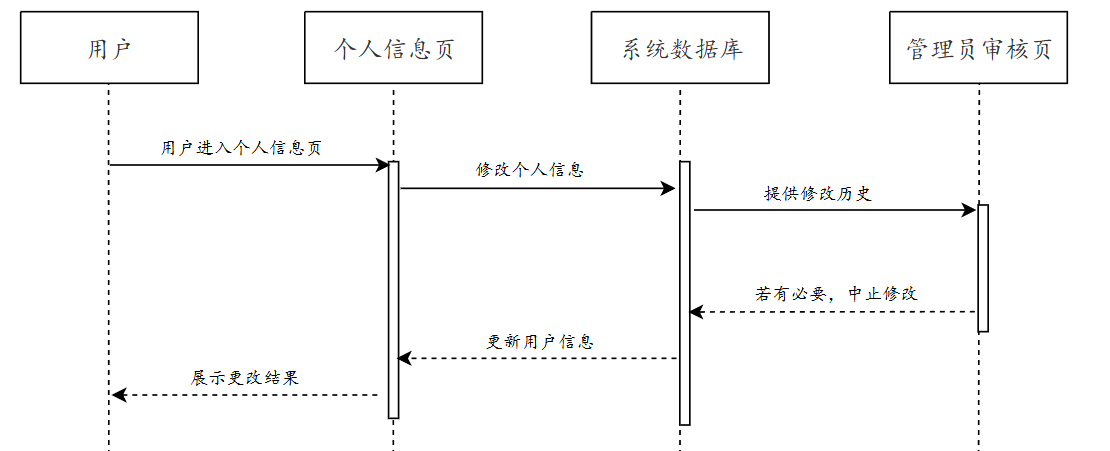 用户
个人信息页
系统数据库
管理员审核页
用户进入个人信息页
修改个人信息
提供修改历史
若有必要，中止修改
更新用户信息
展示更改结果